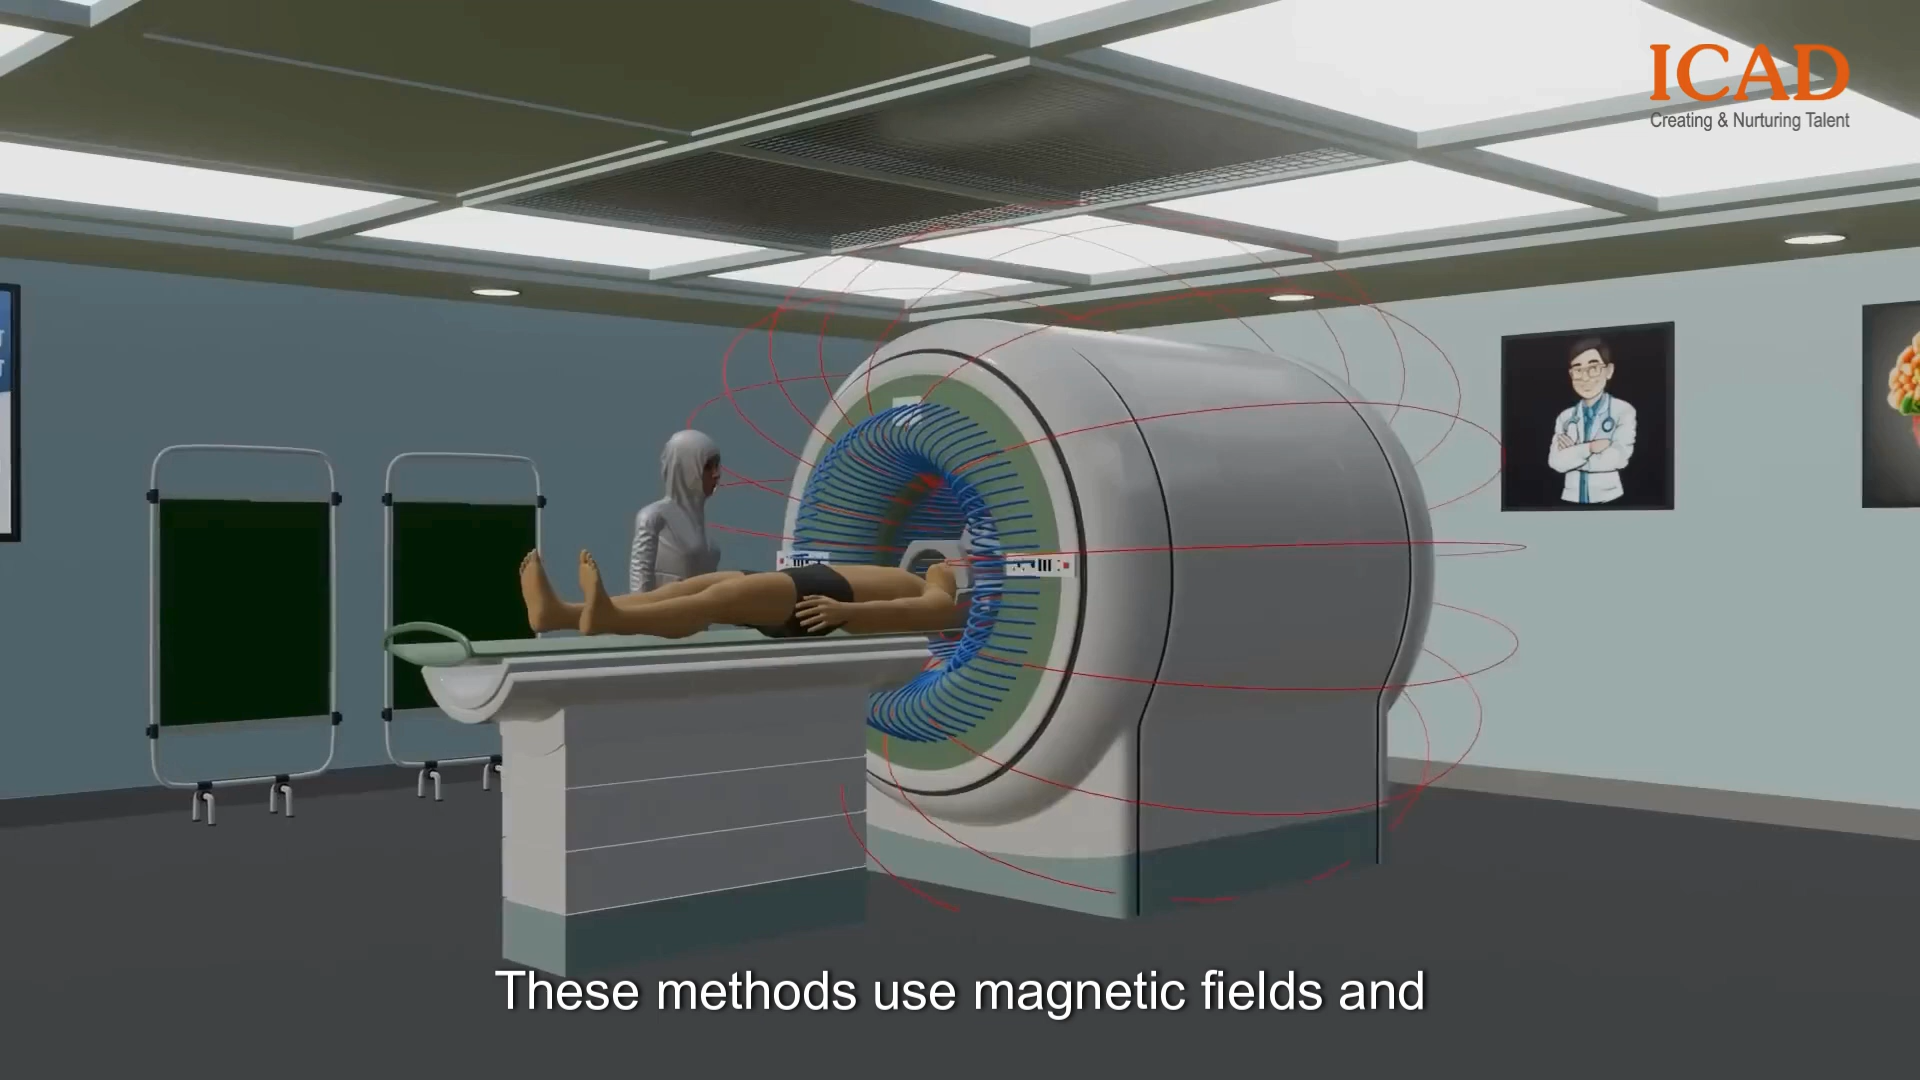 ICAD
Creating & Nurturing Talent
These methods use magnetic fields and